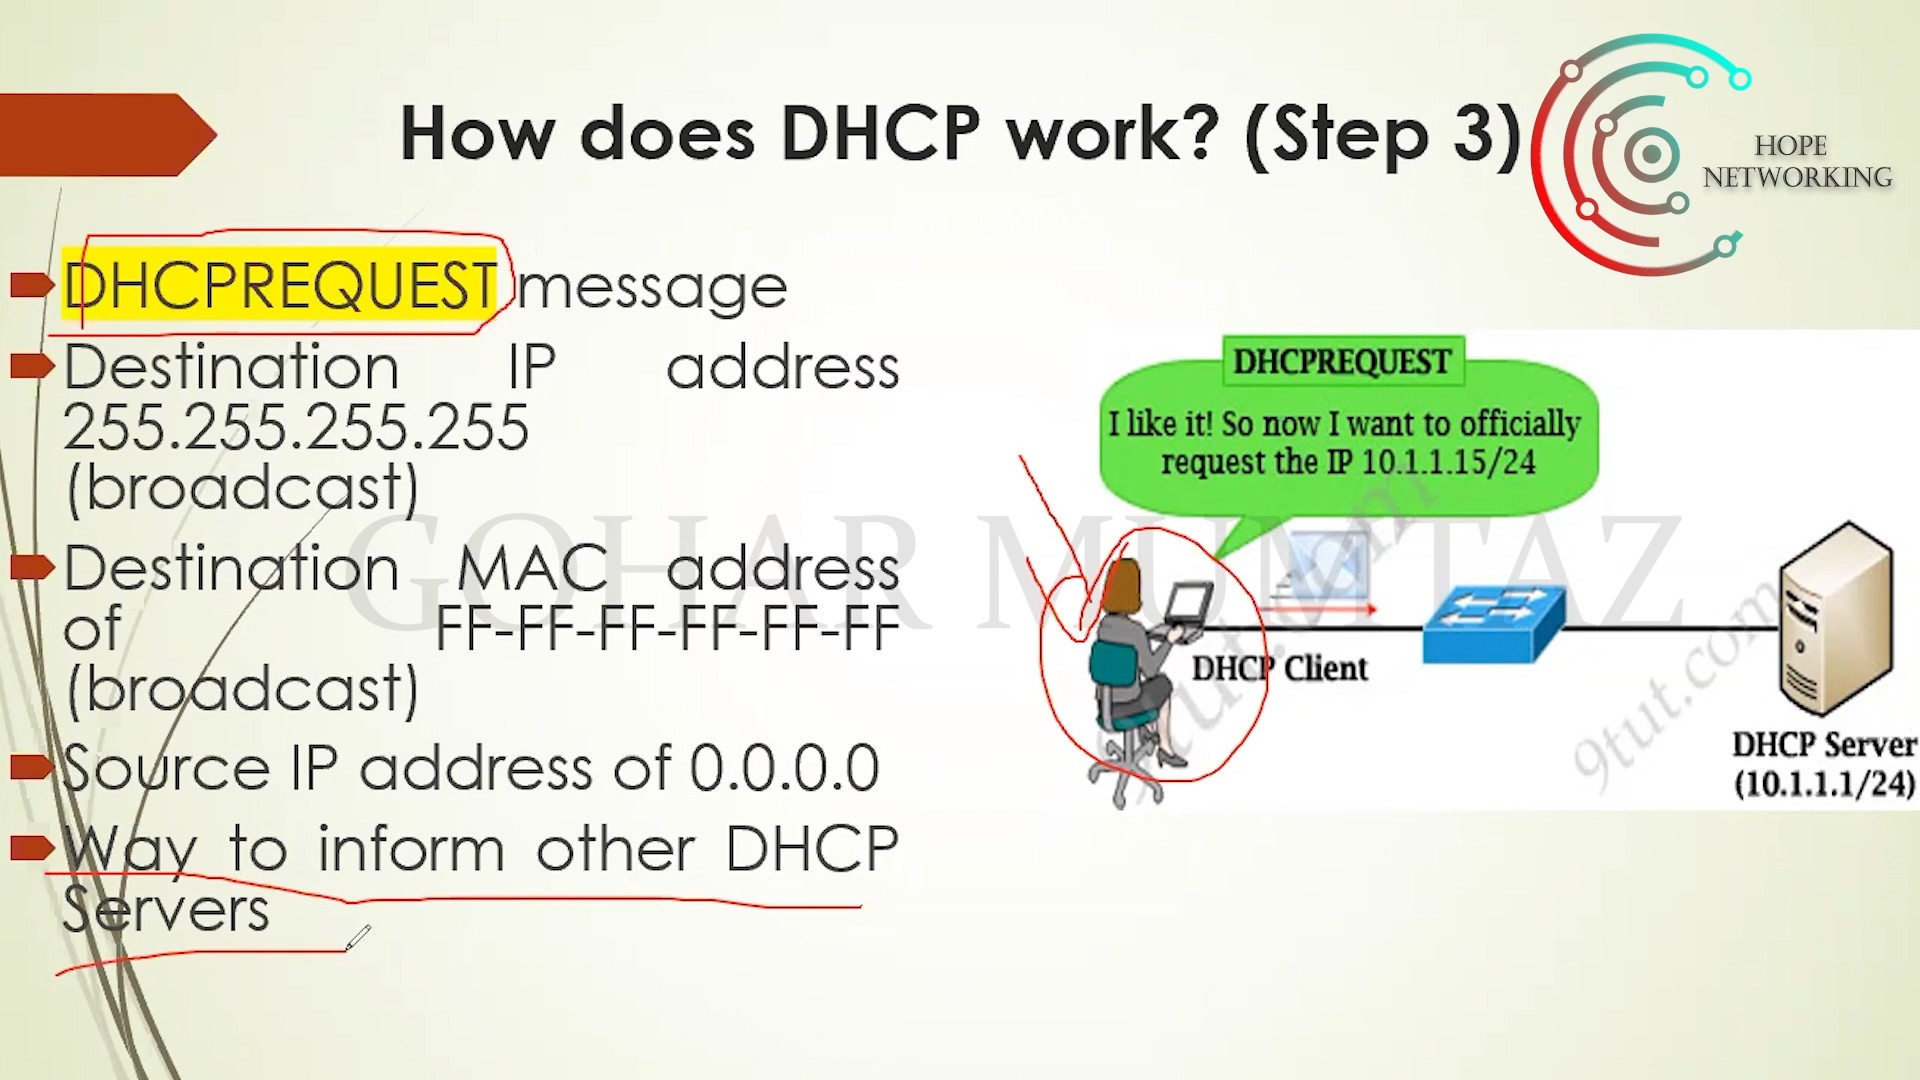 How does DHCP work? (Step 3)
HOPE
NETWORKING
DHCPREQUEST message
Destination IP address
255.255.255.255
(broadcast)
Destination MAC address
of FF-FF-FF-FF-FF-FF
(broadcast)
Source IP address of 0.0.0.0
Way to inform other DHCP
Servers
DHCPREQUEST
I like it! So now I want to officially
request the IP 10.1.1.15/24
DHCP Client
DHCP Server
(10.1.1.1/24)
GOHAR MUMTAZ
9tut.com
9tut.com